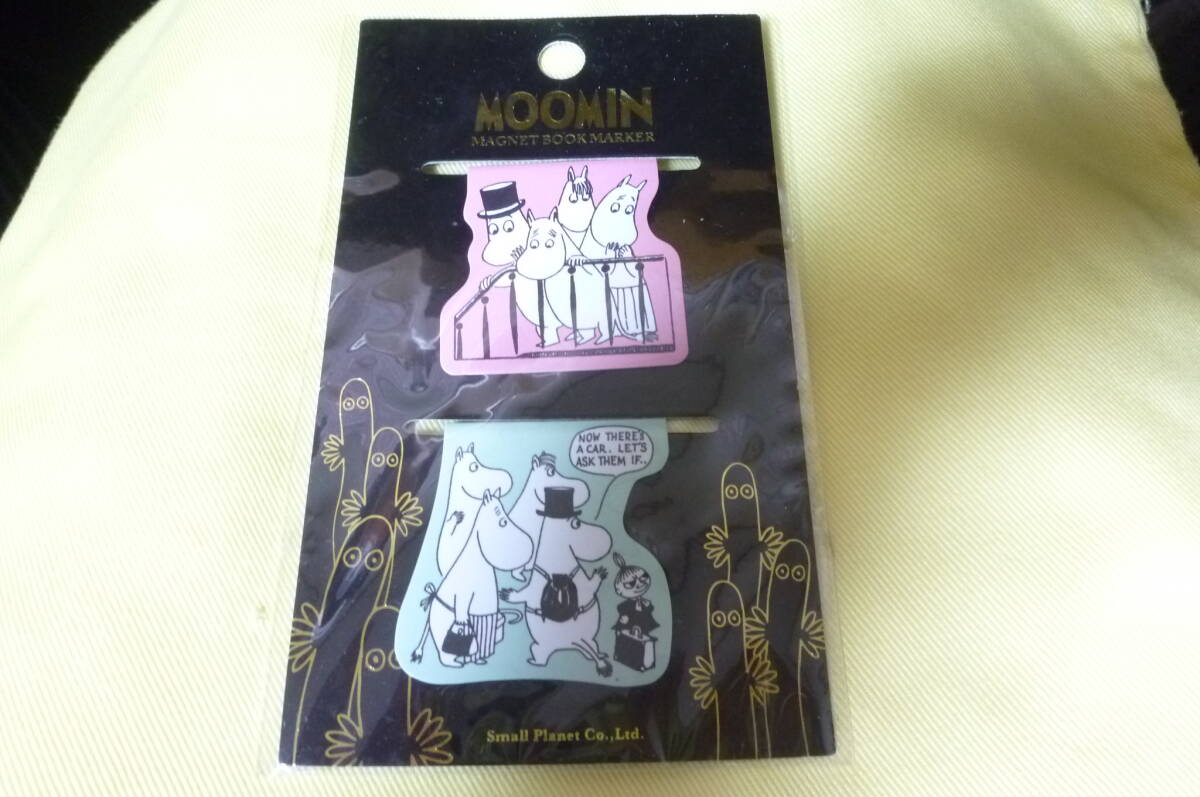 MOOMIN
MAGNET BOOK MARKER
NOW THERE'S
A CAR. LET'S
ASK THEM IF..
Small Planet Co.,Ltd.